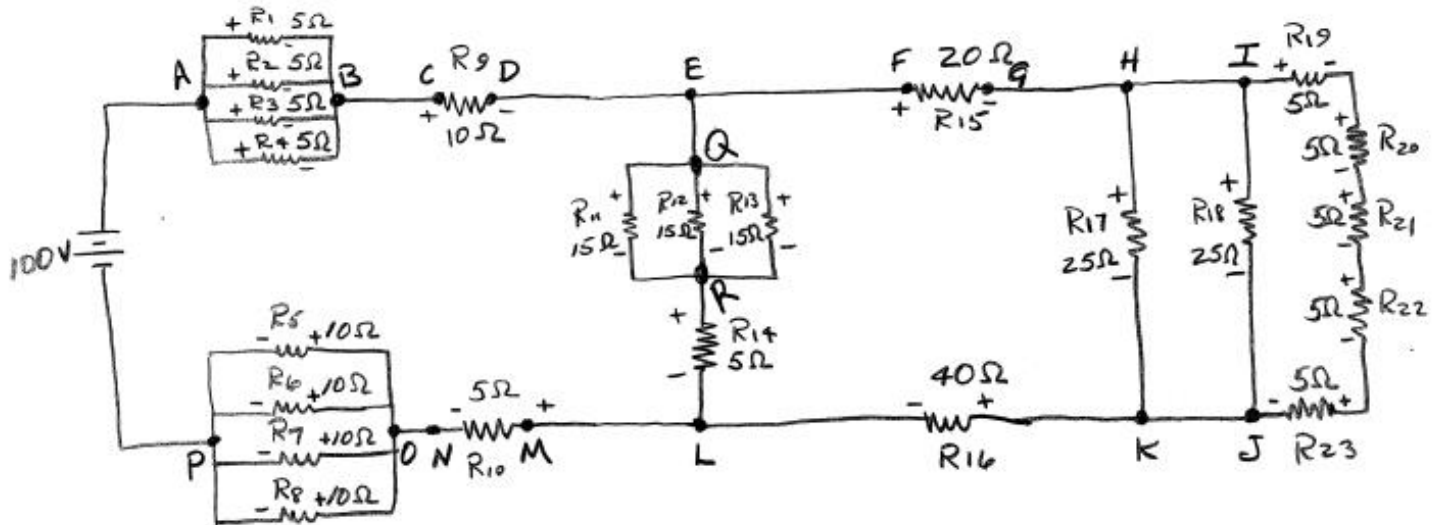 + R1 5Ω -
+ R2 5Ω -
+ R3 5Ω -
+ R4 5Ω -
A
B
C R9 D
+ -
10Ω
E
F 20Ω G
+ -
R15
H
I
R19
+ -
5Ω
Q
+ R11 15Ω -
+ R12 15Ω -
+ R13 15Ω -
R
+ R14 5Ω -
+ R17 25Ω -
+ R18 25Ω -
+ 5Ω - R20
+ 5Ω - R21
+ 5Ω - R22
100V
- R5 +10Ω
- R6 +10Ω
- R7 +10Ω
- R8 +10Ω
P
O
N
5Ω
- +
R10
M
L
40Ω
- +
R16
K
J
5Ω
- +
R23